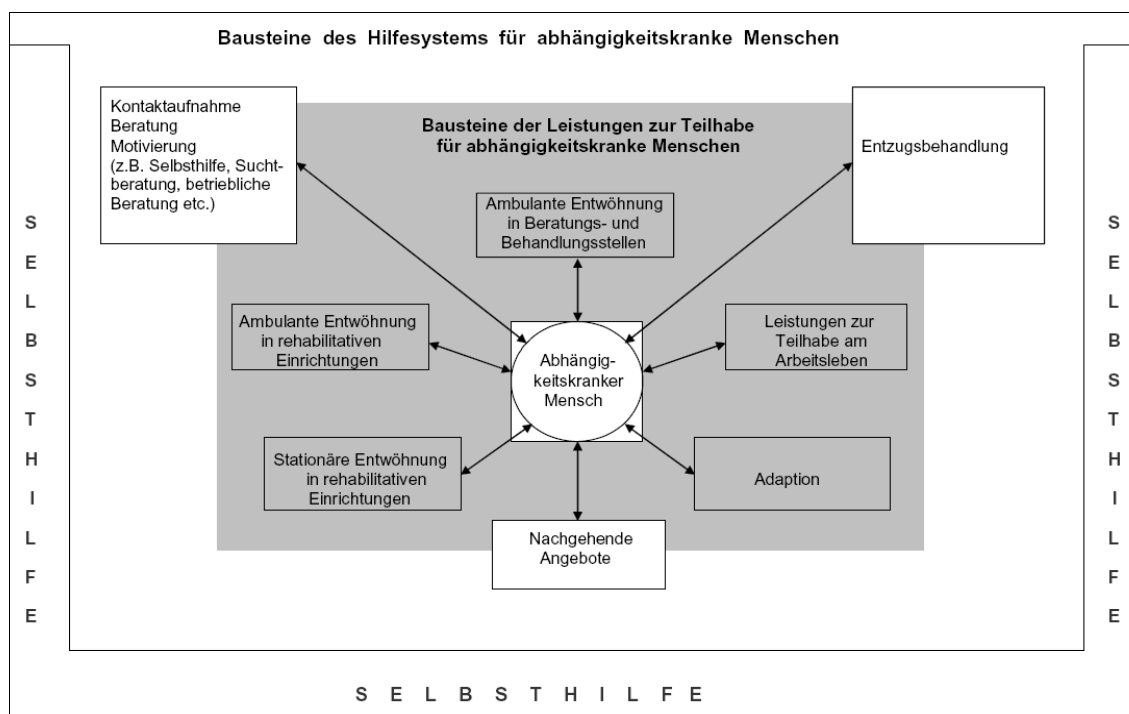 Bausteine des Hilfesystems für abhängigkeitskranke Menschen
Kontaktaufnahme
Beratung
Motivierung
(z.B. Selbsthilfe, Sucht-
beratung, betriebliche
Beratung etc.)
Bausteine der Leistungen zur Teilhabe
für abhängigkeitskranke Menschen
Entzugsbehandlung
Ambulante Entwöhnung
in Beratungs- und
Behandlungsstellen
Ambulante Entwöhnung
in rehabilitativen
Einrichtungen
Leistungen zur
Teilhabe am
Arbeitsleben
Abhängig-
keitskranker
Mensch
Stationäre Entwöhnung
in rehabilitativen
Einrichtungen
Adaption
Nachgehende
Angebote
S E L B S T H I L F E
S E L B S T H I L F E
S E L B S T H I L F E